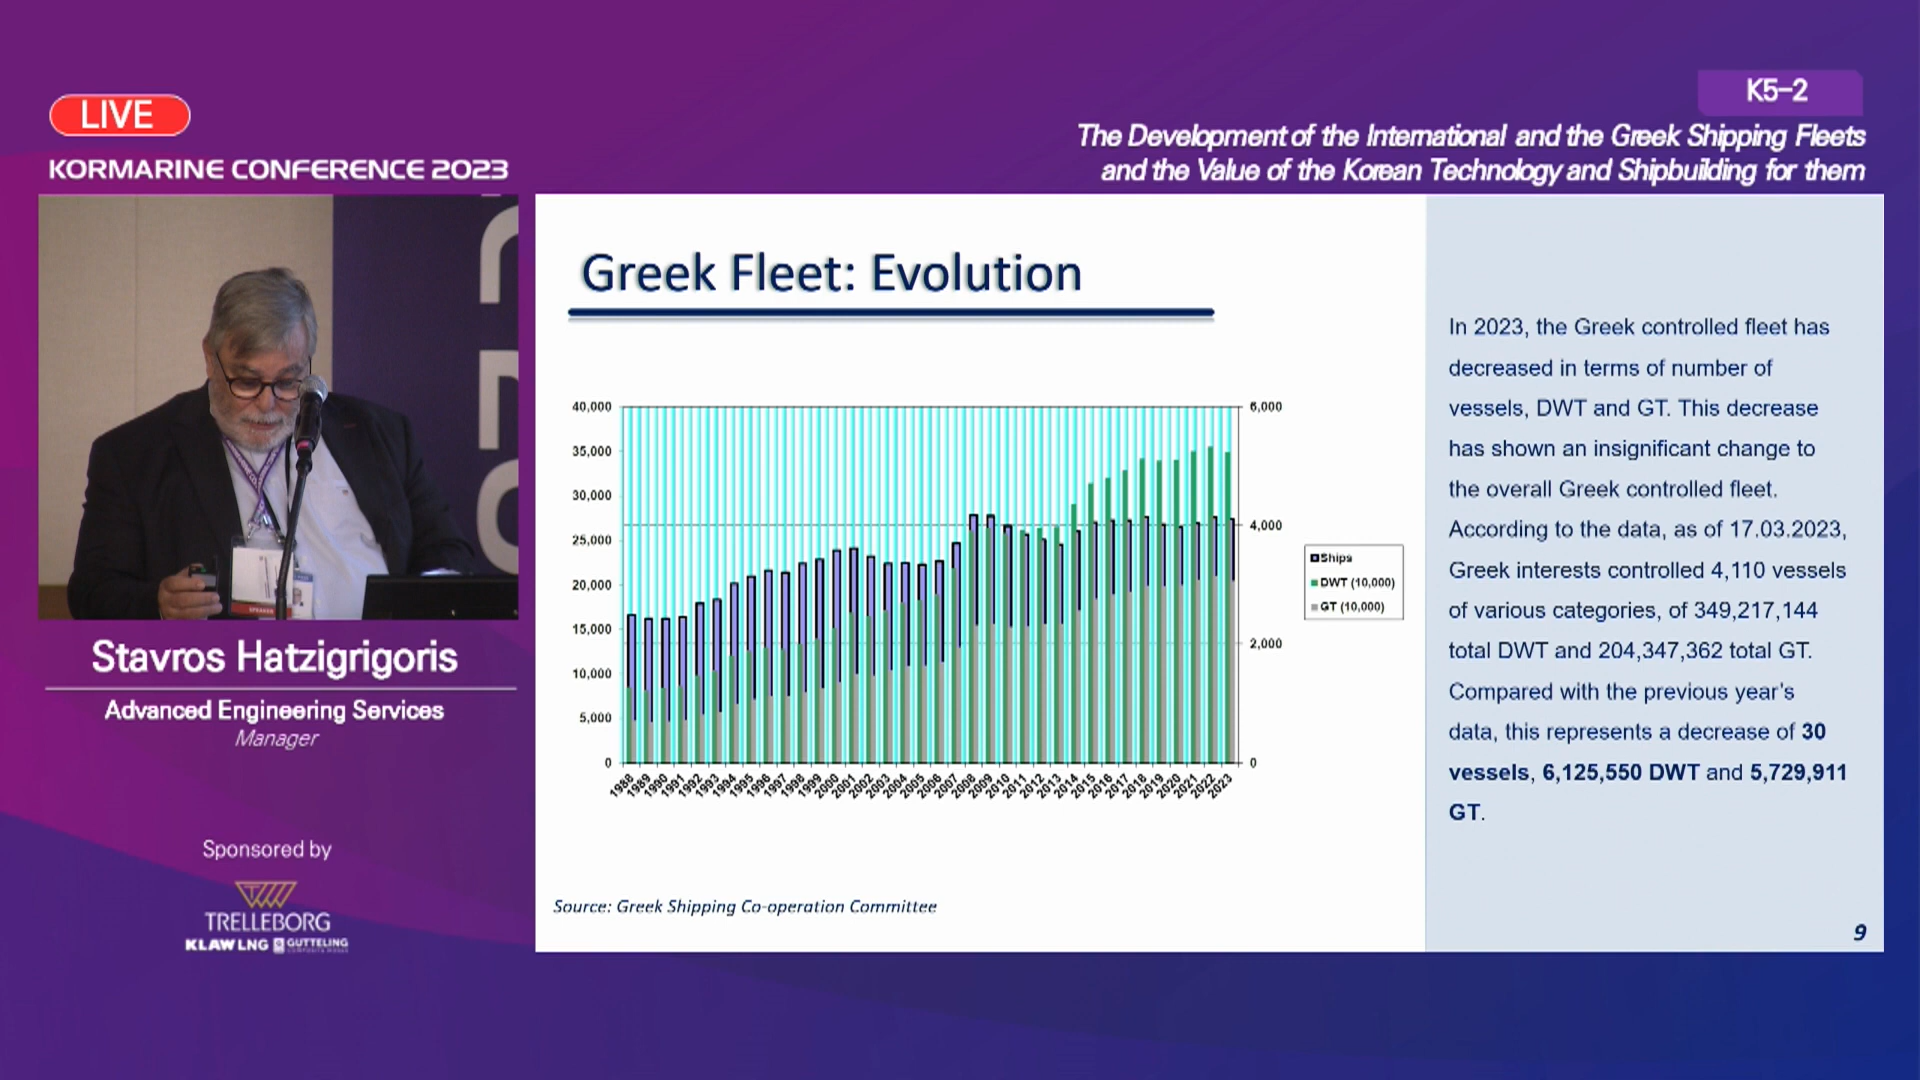 LIVE
KORMARINE CONFERENCE 2023
K5-2
The Development of the International and the Greek Shipping Fleets
and the Value of the Korean Technology and Shipbuilding for them
Stavros Hatzigrigoris
Advanced Engineering Services
Manager
Sponsored by
TRELLEBORG
KLAW LNG GUTTELING
SPEAKER
Greek Fleet: Evolution
40,000
35,000
30,000
25,000
20,000
15,000
10,000
5,000
0
6,000
4,000
2,000
0
1988 1989 1990 1991 1992 1993 1994 1995 1996 1997 1998 1999 2000 2001 2002 2003 2004 2005 2006 2007 2008 2009 2010 2011 2012 2013 2014 2015 2016 2017 2018 2019 2020 2021 2022 2023
Ships
DWT (10,000)
GT (10,000)
Source: Greek Shipping Co-operation Committee
In 2023, the Greek controlled fleet has
decreased in terms of number of
vessels, DWT and GT. This decrease
has shown an insignificant change to
the overall Greek controlled fleet.
According to the data, as of 17.03.2023,
Greek interests controlled 4,110 vessels
of various categories, of 349,217,144
total DWT and 204,347,362 total GT.
Compared with the previous year's
data, this represents a decrease of 30
vessels, 6,125,550 DWT and 5,729,911
GT.
9